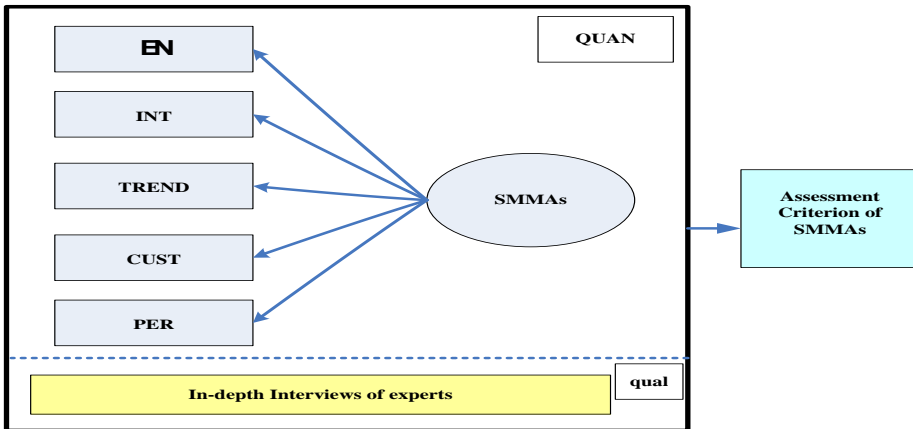 EN
QUAN
INT
TREND
SMMAs
Assessment
Criterion of
SMMAs
CUST
PER
qual
In-depth Interviews of experts